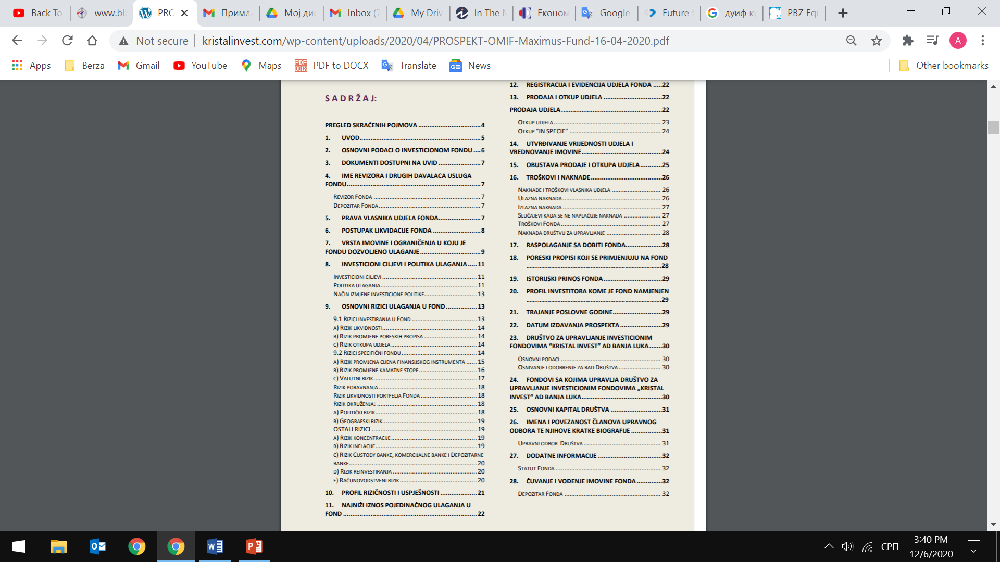 Back To
www.bll
PRO
Примљ
Мој дис
Inbox (7
My Driv
In The M
Економ
Google
Future f
дуиф кр
PBZ Equ
Not secure
kristalinvest.com/wp-content/uploads/2020/04/PROSPEKT-OMIF-Maximus-Fund-16-04-2020.pdf
A
Apps
Berza
Gmail
YouTube
Maps
PDF to DOCX
Translate
News
Other bookmarks
SADRŽAJ:
PREGLED SKRAĆENIH POJMOVA ..................................4
1. UVOD..................................................................5
2. OSNOVNI PODACI O INVESTICIONOM FONDU ....6
3. DOKUMENTI DOSTUPNI NA UVID .......................7
4. IME REVIZORA I DRUGIH DAVALACA USLUGA
FONDU.........................................................................7
REVIZOR FONDA ........................................................... 7
DEPOZITAR FONDA........................................................ 7
5. PRAVA VLASNIKA UDJELA FONDA.......................7
6. POSTUPAK LIKVIDACIJE FONDA ..........................8
7. VRSTA IMOVINE I OGRANIČENJA U KOJU JE
FONDU DOZVOLJENO ULAGANJE .................................9
8. INVESTICIONI CILJEVI I POLITIKA ULAGANJA .....11
INVESTICIONI CILJEVI .................................................... 11
POLITIKA ULAGANJA..................................................... 11
NAČIN IZMJENE INVESTICIONE POLITIKE............................. 13
9. OSNOVNI RIZICI ULAGANJA U FOND .................13
9.1 RIZICI INVESTIRANJA U FOND .................................... 13
A) RIZIK LIKVIDNOSTI.................................................... 14
B) RIZIK PROMJENE PORESKIH PROPISA ............................. 14
C) RIZIK OTKUPA UDJELA ............................................... 14
9.2 RIZICI SPECIFIČNI FONDU ......................................... 14
A) RIZIK PROMJENA CIJENA FINANSIJSKOG INSTRUMENTA ...... 15
B) RIZIK PROMJENE KAMATNE STOPE................................ 16
C) VALUTNI RIZIK......................................................... 17
RIZIK PORAVNANJA ...................................................... 18
RIZIK LIKVIDNOSTI PORTFELJA FONDA ............................... 18
RIZIK OKRUŽENJA: ....................................................... 18
A) POLITIČKI RIZIK........................................................ 18
B) GEOGRAFSKI RIZIK.................................................... 19
OSTALI RIZICI .......................................................... 19
A) RIZIK KONCENTRACIJE............................................... 19
B) RIZIK INFLACIJE........................................................ 19
C) RIZIK CUSTODY BANKE, KOMERCIJALNE BANKE I DEPOZITARNE
BANKE...................................................................... 20
D) RIZIK REINVESTIRANJA .............................................. 20
E) RAČUNOVODSTVENI RIZIK.......................................... 20
10. PROFIL RIZIČNOSTI I USPJEŠNOSTI ....................21
11. NAJNIŽI IZNOS POJEDINAČNOG ULAGANJA U
FOND .........................................................................22
12. REGISTRACIJA I EVIDENCIJA UDJELA FONDA .....22
13. PRODAJA I OTKUP UDJELA ................................22
PRODAJA UDJELA.......................................................22
OTKUP UDJELA............................................................ 23
OTKUP “IN SPECIE” .................................................. 24
14. UTVRĐIVANJE VRIJEDNOSTI UDJELA I
VREDNOVANJE IMOVINE............................................24
15. OBUSTAVA PRODAJE I OTKUPA UDJELA............25
16. TROŠKOVI I NAKNADE.......................................26
NAKNADE I TROŠKOVI VLASNIKA UDJELA ........................... 26
ULAZNA NAKNADA....................................................... 26
IZLAZNA NAKNADA....................................................... 27
SLUČAJEVI KADA SE NE NAPLAĆUJE NAKNADA .................... 27
TROŠKOVI FONDA........................................................ 27
NAKNADA DRUŠTVU ZA UPRAVLJANJE .............................. 28
17. RASPOLAGANJE SA DOBITI FONDA....................28
18. PORESKI PROPISI KOJI SE PRIMJENJUJU NA FOND
..........................................................................28
19. ISTORIJSKI PRINOS FONDA ................................29
20. PROFIL INVESTITORA KOME JE FOND NAMJENJEN
..........................................................................29
21. TRAJANJE POSLOVNE GODINE...........................29
22. DATUM IZDAVANJA PROSPEKTA .......................29
23. DRUŠTVO ZA UPRAVLJANJE INVESTICIONIM
FONDOVIMA “KRISTAL INVEST” AD BANJA LUKA.......30
OSNOVNI PODACI ........................................................ 30
OSNIVANJE I ODOBRENJE ZA RAD DRUŠTVA....................... 30
24. FONDOVI SA KOJIMA UPRAVLJA DRUŠTVO ZA
UPRAVLJANJE INVESTICIONIM FONDOVIMA „KRISTAL
INVEST“ AD BANJA LUKA............................................30
25. OSNOVNI KAPITAL DRUŠTVA ............................31
26. IMENA I POVEZANOST ČLANOVA UPRAVNOG
ODBORA TE NJIHOVE KRATKE BIOGRAFIJE .................31
UPRAVNI ODBOR DRUŠTVA........................................... 31
27. DODATNE INFORMACIJE ...................................32
STATUT FONDA ........................................................... 32
28. ČUVANJE I VOĐENJE IMOVINE FONDA..............32
DEPOZITAR FONDA ...................................................... 32
СРП
3:40 PM
12/6/2020